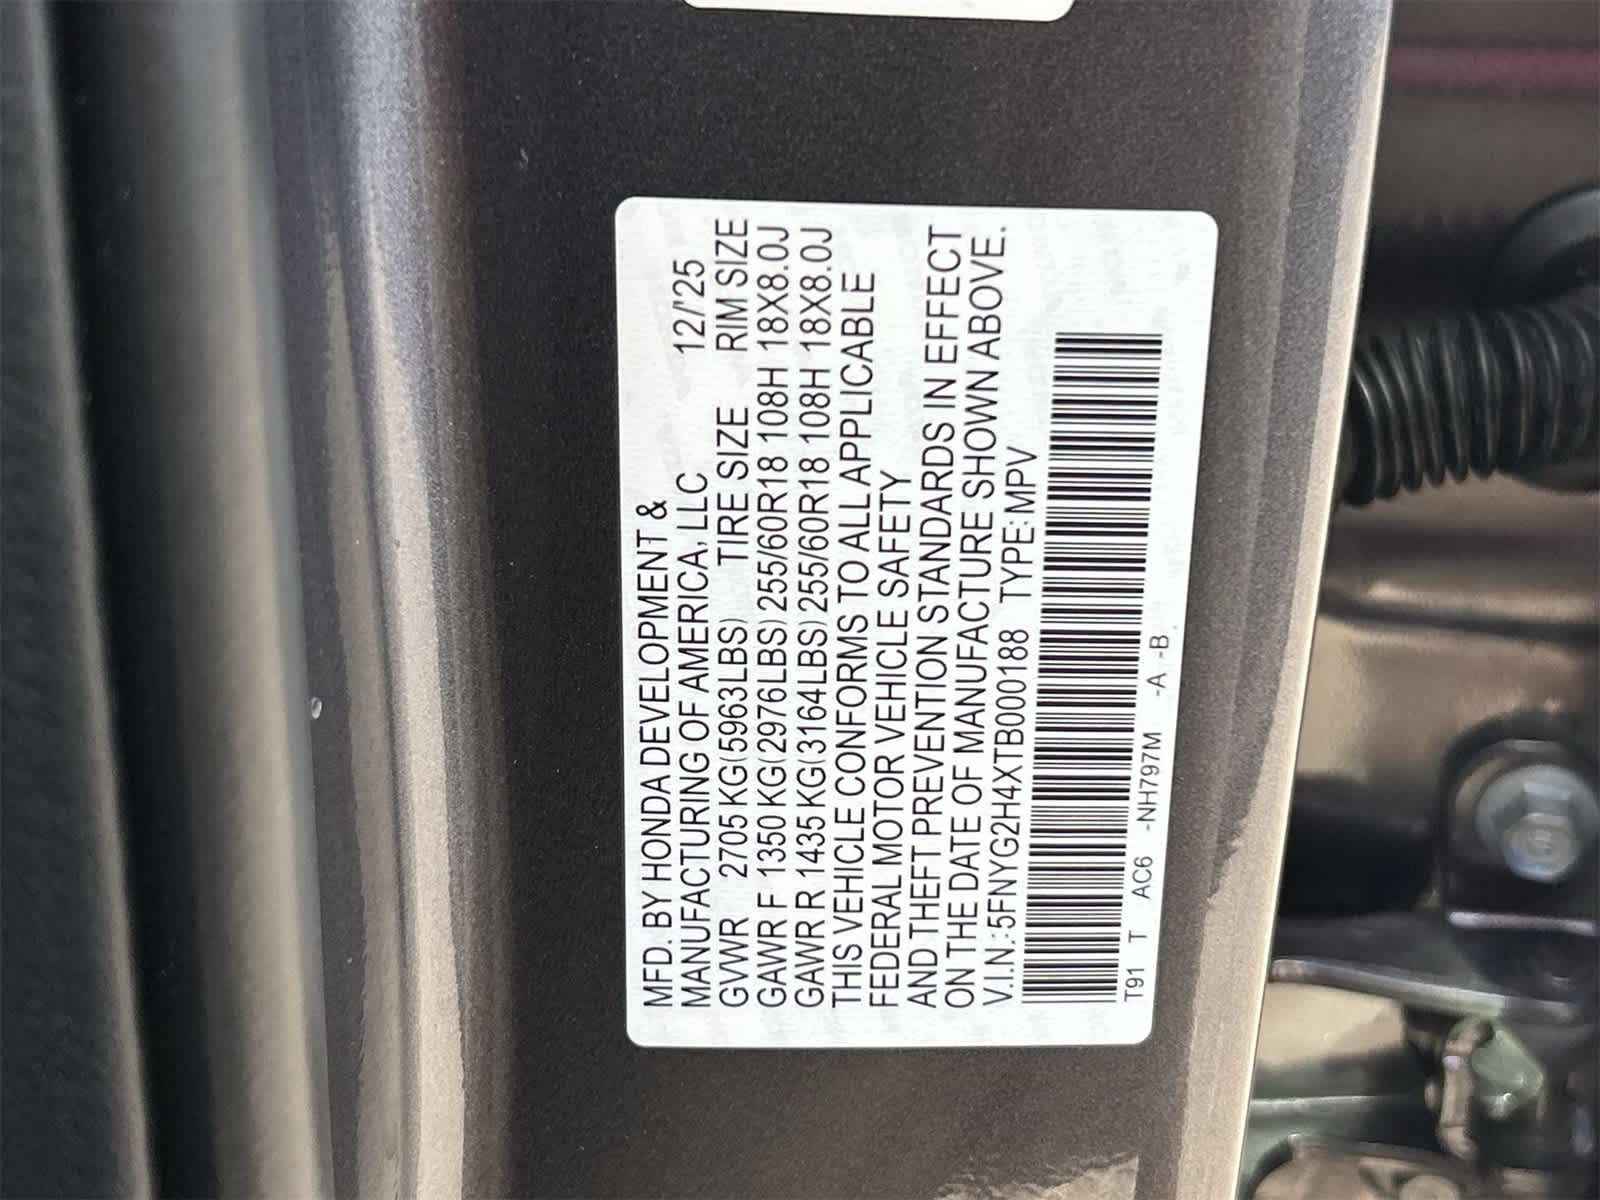 MFD. BY HONDA DEVELOPMENT &
MANUFACTURING OF AMERICA, LLC 12/'25
GVWR 2705 KG(5963LBS) TIRE SIZE RIM SIZE
GAWR F 1350 KG(2976LBS) 255/60R18 108H 18X8.0J
GAWR R 1435 KG(3164LBS) 255/60R18 108H 18X8.0J
THIS VEHICLE CONFORMS TO ALL APPLICABLE
FEDERAL MOTOR VEHICLE SAFETY
AND THEFT PREVENTION STANDARDS IN EFFECT
ON THE DATE OF MANUFACTURE SHOWN ABOVE.
V.I.N.:5FNYG2H4XTB000188 TYPE:MPV
T91 T AC6 -NH797M -A -B